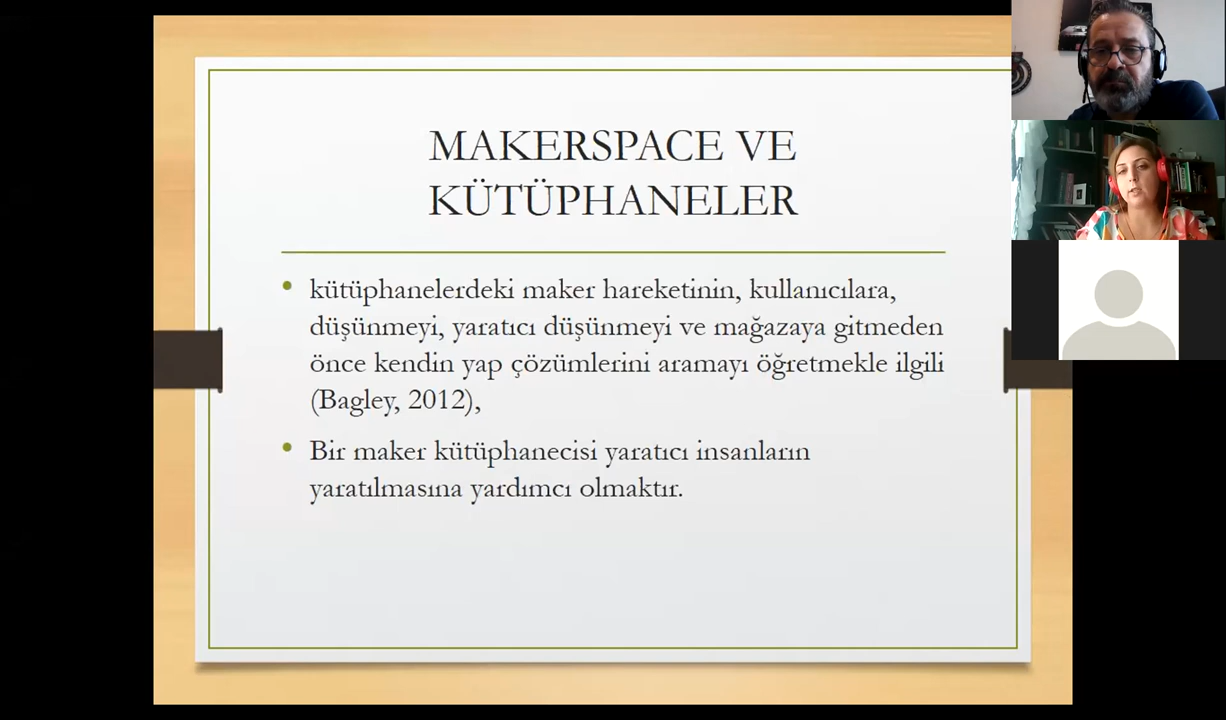 MAKERSPACE VE
KÜTÜPHANELER
• kütüphanelerdeki maker hareketinin, kullanıcılara,
düşünmeyi, yaratıcı düşünmeyi ve mağazaya gitmeden
önce kendin yap çözümlerini aramayı öğretmekle ilgili
(Bagley, 2012),
• Bir maker kütüphanecisi yaratıcı insanların
yaratılmasına yardımcı olmaktır.